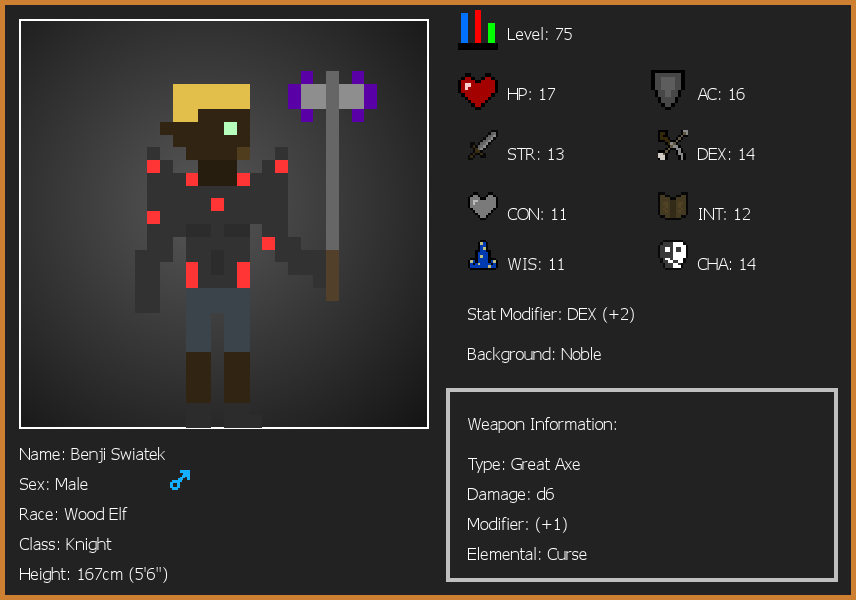 Level: 75
HP: 17
AC: 16
STR: 13
DEX: 14
CON: 11
INT: 12
WIS: 11
CHA: 14
Stat Modifier: DEX (+2)
Background: Noble
Weapon Information:
Type: Great Axe
Damage: d6
Modifier: (+1)
Elemental: Curse
Name: Benji Swiatek
Sex: Male
Race: Wood Elf
Class: Knight
Height: 167cm (5'6")